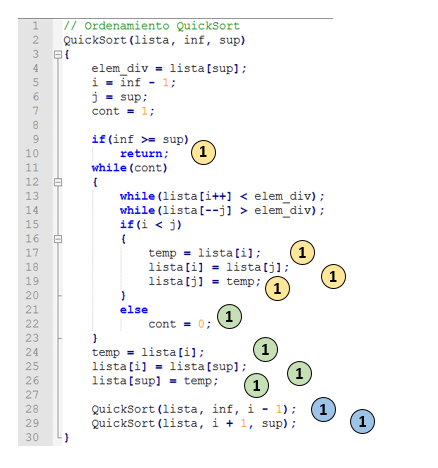 1 // Ordenamiento QuickSort
2 QuickSort(lista, inf, sup)
3 {
4 elem_div = lista[sup];
5 i = inf - 1;
6 j = sup;
7 cont = 1;
8
9 if(inf >= sup)
10 return; 1
11 while(cont)
12 {
13 while(lista[i++] < elem_div);
14 while(lista[--j] > elem_div);
15 if(i < j)
16 {
17 temp = lista[i]; 1
18 lista[i] = lista[j]; 1
19 lista[j] = temp; 1
20 }
21 else
22 cont = 0; 1
23 }
24 temp = lista[i]; 1
25 lista[i] = lista[sup]; 1
26 lista[sup] = temp; 1
27
28 QuickSort(lista, inf, i - 1); 1
29 QuickSort(lista, i + 1, sup); 1
30 }